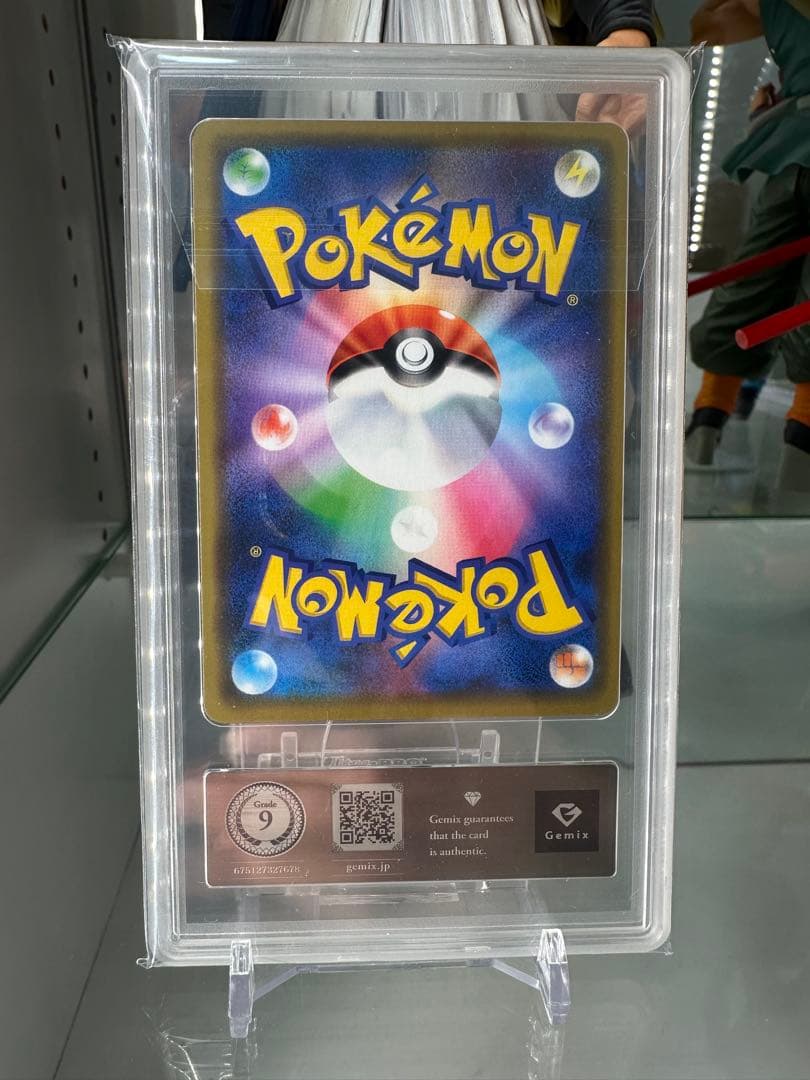 POKéMON
®
®
POKéMON
Grade
9
675127327678
gemix.jp
Gemix guarantees
that the card
is authentic.
Gemix